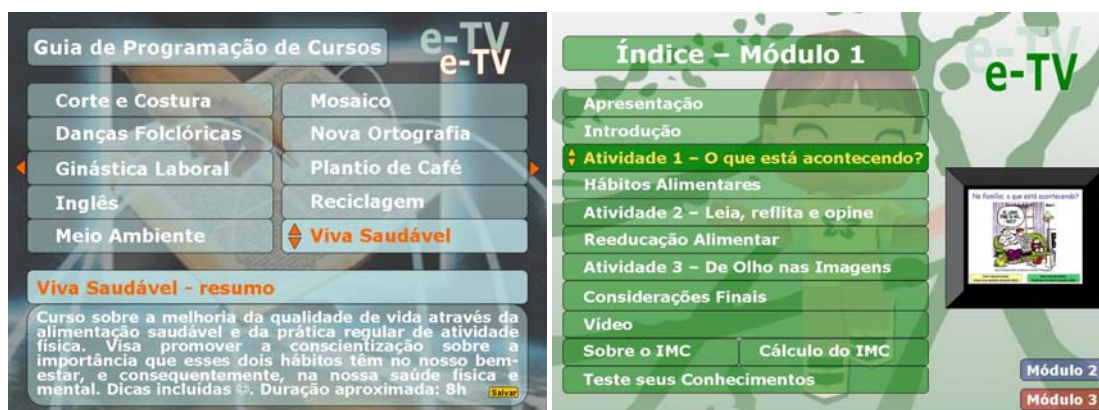 Guia de Programação de Cursos
e-TV
e-TV
Corte e Costura
Mosaico
Danças Folclóricas
Nova Ortografia
Ginástica Laboral
Plantio de Café
Inglês
Reciclagem
Meio Ambiente
Viva Saudável
Viva Saudável - resumo
Curso sobre a melhoria da qualidade de vida através da
alimentação saudável e da prática regular de atividade
física. Visa promover a conscientização sobre a
importância que esses dois hábitos têm no nosso bem-
estar, e consequentemente, na nossa saúde física e
mental. Dicas incluídas. Duração aproximada: 8h
Salvar
Índice – Módulo 1
e-TV
e-TV
Apresentação
Introdução
Atividade 1 – O que está acontecendo?
Hábitos Alimentares
Atividade 2 – Leia, reflita e opine
Reeducação Alimentar
Atividade 3 – De Olho nas Imagens
Considerações Finais
Vídeo
Sobre o IMC
Cálculo do IMC
Teste seus Conhecimentos
Na família: o que está acontecendo?
Módulo 2
Módulo 3